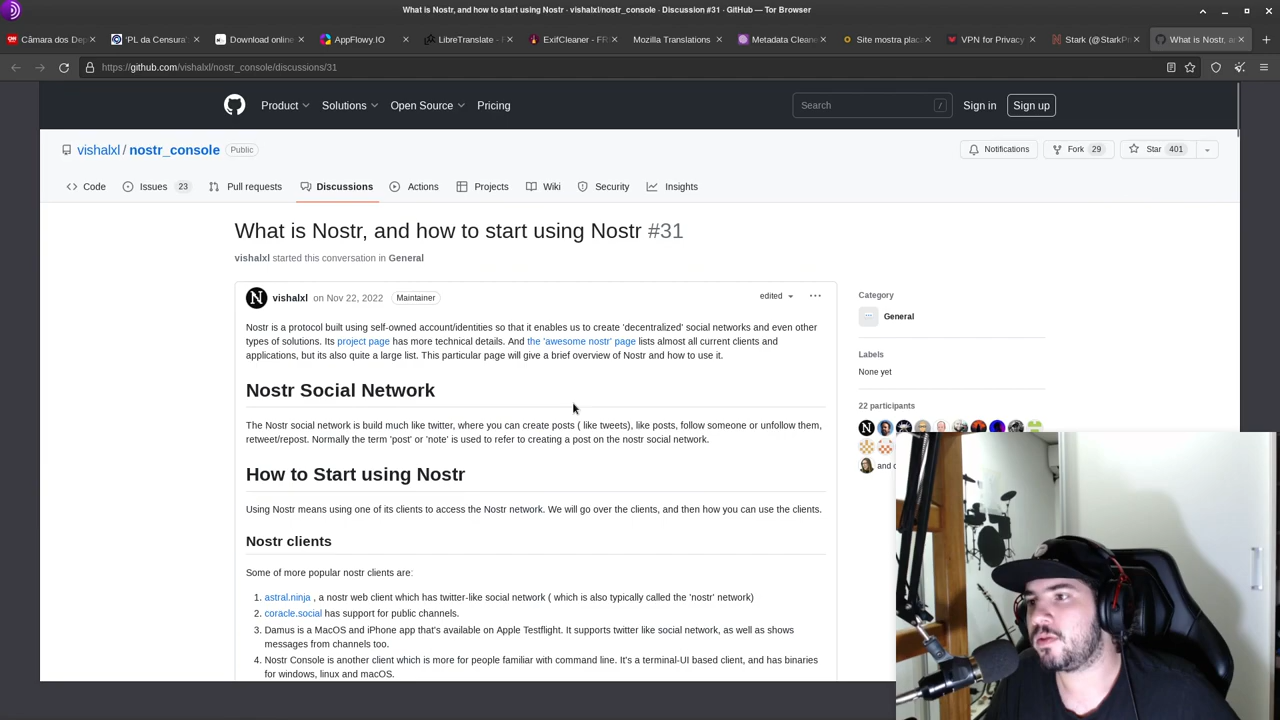 What is Nostr, and how to start using Nostr · vishalxl/nostr_console · Discussion #31 · GitHub — Tor Browser
Câmara dos Dep
'PL da Censura'
Download online
AppFlowy.IO
LibreTranslate - F
ExifCleaner - FR
Mozilla Translations
Metadata Cleane
Site mostra plac
VPN for Privacy
Stark (@StarkPr
What is Nostr, a
https://github.com/vishalxl/nostr_console/discussions/31
Product
Solutions
Open Source
Pricing
Search
/
Sign in
Sign up
vishalxl / nostr_console
Public
Notifications
Fork 29
Star 401
Code
Issues 23
Pull requests
Discussions
Actions
Projects
Wiki
Security
Insights
What is Nostr, and how to start using Nostr #31
vishalxl started this conversation in General
N
vishalxl on Nov 22, 2022
Maintainer
edited
Nostr is a protocol built using self-owned account/identities so that it enables us to create 'decentralized' social networks and even other
types of solutions. Its project page has more technical details. And the 'awesome nostr' page lists almost all current clients and
applications, but its also quite a large list. This particular page will give a brief overview of Nostr and how to use it.
Nostr Social Network
The Nostr social network is build much like twitter, where you can create posts ( like tweets), like posts, follow someone or unfollow them,
retweet/repost. Normally the term 'post' or 'note' is used to refer to creating a post on the nostr social network.
How to Start using Nostr
Using Nostr means using one of its clients to access the Nostr network. We will go over the clients, and then how you can use the clients.
Nostr clients
Some of more popular nostr clients are:
1. astral.ninja , a nostr web client which has twitter-like social network ( which is also typically called the 'nostr' network)
2. coracle.social has support for public channels.
3. Damus is a MacOS and iPhone app that's available on Apple Testflight. It supports twitter like social network, as well as shows
messages from channels too.
4. Nostr Console is another client which is more for people familiar with command line. It's a terminal-UI based client, and has binaries
for windows, linux and macOS.
Category
General
Labels
None yet
22 participants
N
and